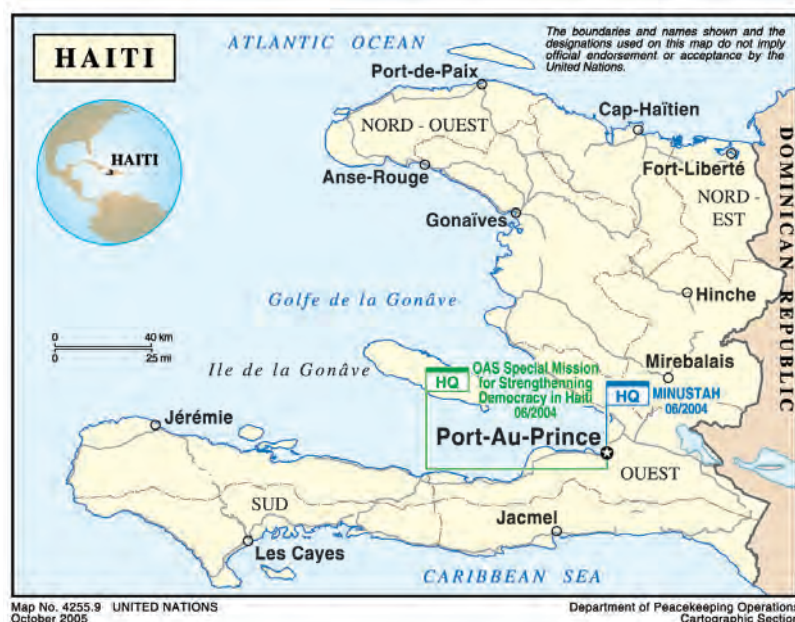 HAITI
ATLANTIC OCEAN
The boundaries and names shown and the
designations used on this map do not imply
official endorsement or acceptance by the
United Nations.
Port-de-Paix
Cap-Haïtien
NORD - OUEST
Fort-Liberté
HAITI
Anse-Rouge
NORD -
EST
Gonaïves
DOMINICAN REPUBLIC
Golfe de la Gonâve
Hinche
0 40 km
0 25 mi
Ile de la Gonâve
Mirebalais
HQ
OAS Special Mission
for Strengthenning
Democracy in Haiti
06/2004
HQ
MINUSTAH
06/2004
Jérémie
Port-Au-Prince
OUEST
SUD
Jacmel
Les Cayes
CARIBBEAN SEA
Map No. 4255.9 UNITED NATIONS
October 2005
Department of Peacekeeping Operations
Cartographic Section